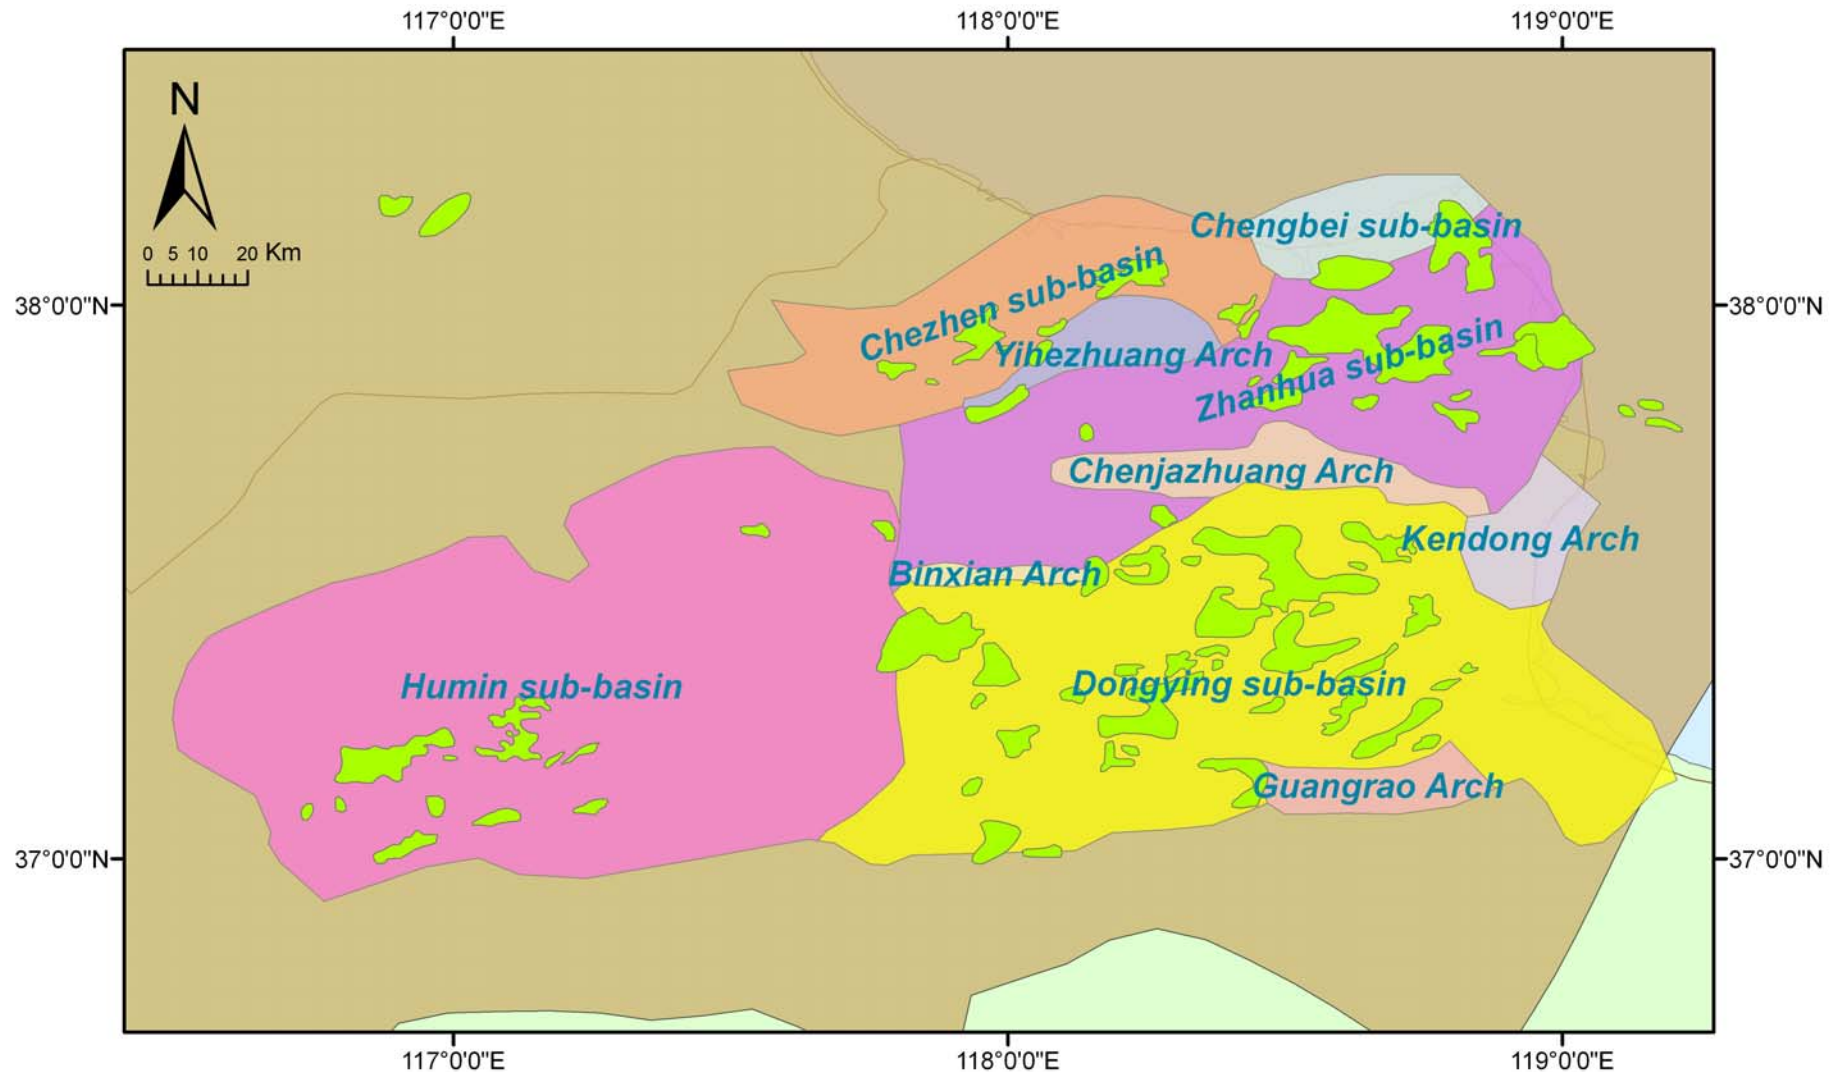 117°0'0"E 118°0'0"E 119°0'0"E
N
0 5 10 20 Km
Chengbei sub-basin
Chezhen sub-basin
38°0'0"N 38°0'0"N
Yihezhuang Arch
Zhanhua sub-basin
Chenjazhuang Arch
Kendong Arch
Binxian Arch
Humin sub-basin
Dongying sub-basin
Guangrao Arch
37°0'0"N 37°0'0"N
117°0'0"E 118°0'0"E 119°0'0"E